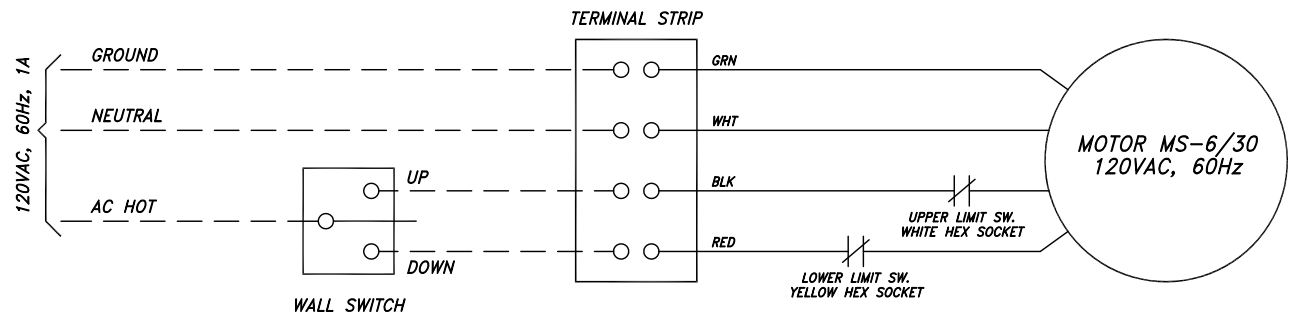 TERMINAL STRIP
120VAC, 60Hz, 1A
GROUND
GRN
NEUTRAL
WHT
MOTOR MS-6/30
120VAC, 60Hz
UP
BLK
AC HOT
UPPER LIMIT SW.
WHITE HEX SOCKET
DOWN
RED
LOWER LIMIT SW.
YELLOW HEX SOCKET
WALL SWITCH